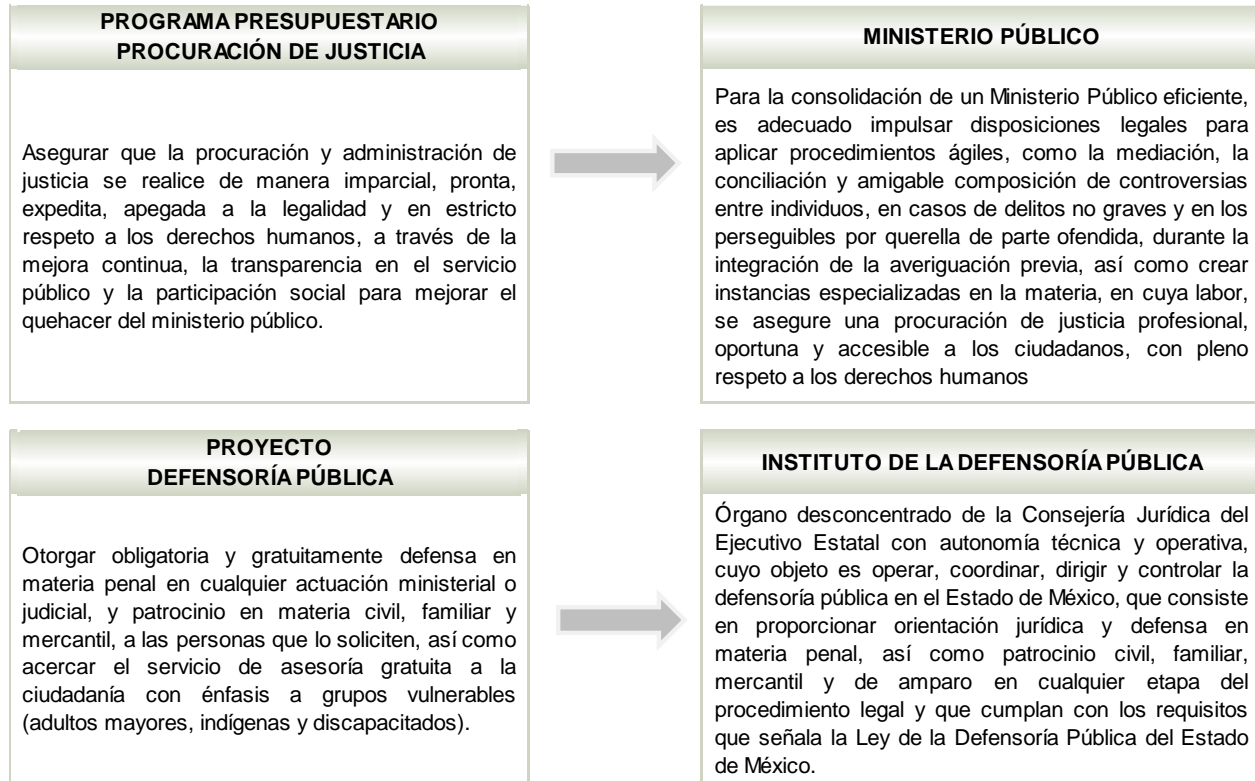 PROGRAMA PRESUPUESTARIO
PROCURACIÓN DE JUSTICIA
Asegurar que la procuración y administración de
justicia se realice de manera imparcial, pronta,
expedita, apegada a la legalidad y en estricto
respeto a los derechos humanos, a través de la
mejora continua, la transparencia en el servicio
público y la participación social para mejorar el
quehacer del ministerio público.
MINISTERIO PÚBLICO
Para la consolidación de un Ministerio Público eficiente,
es adecuado impulsar disposiciones legales para
aplicar procedimientos ágiles, como la mediación, la
conciliación y amigable composición de controversias
entre individuos, en casos de delitos no graves y en los
perseguibles por querella de parte ofendida, durante la
integración de la averiguación previa, así como crear
instancias especializadas en la materia, en cuya labor,
se asegure una procuración de justicia profesional,
oportuna y accesible a los ciudadanos, con pleno
respeto a los derechos humanos
PROYECTO
DEFENSORÍA PÚBLICA
Otorgar obligatoria y gratuitamente defensa en
materia penal en cualquier actuación ministerial o
judicial, y patrocinio en materia civil, familiar y
mercantil, a las personas que lo soliciten, así como
acercar el servicio de asesoría gratuita a la
ciudadanía con énfasis a grupos vulnerables
(adultos mayores, indígenas y discapacitados).
INSTITUTO DE LA DEFENSORÍA PÚBLICA
Órgano desconcentrado de la Consejería Jurídica del
Ejecutivo Estatal con autonomía técnica y operativa,
cuyo objeto es operar, coordinar, dirigir y controlar la
defensoría pública en el Estado de México, que consiste
en proporcionar orientación jurídica y defensa en
materia penal, así como patrocinio civil, familiar,
mercantil y de amparo en cualquier etapa del
procedimiento legal y que cumplan con los requisitos
que señala la Ley de la Defensoría Pública del Estado
de México.